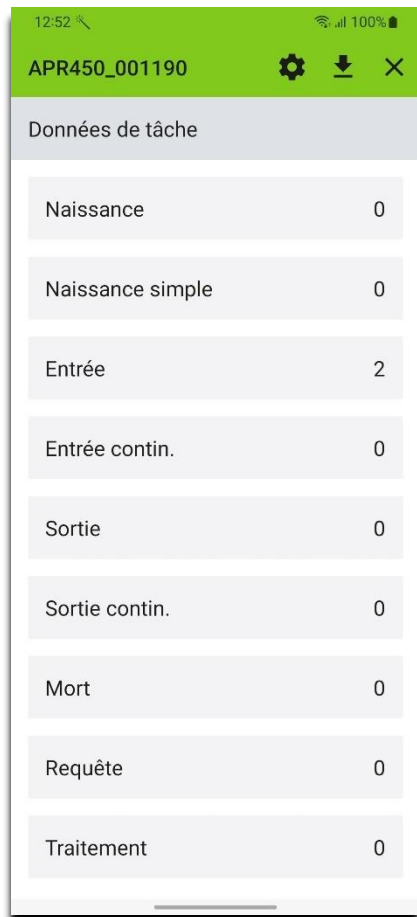 12:52 100%
APR450_001190
Données de tâche
Naissance 0
Naissance simple 0
Entrée 2
Entrée contin. 0
Sortie 0
Sortie contin. 0
Mort 0
Requête 0
Traitement 0